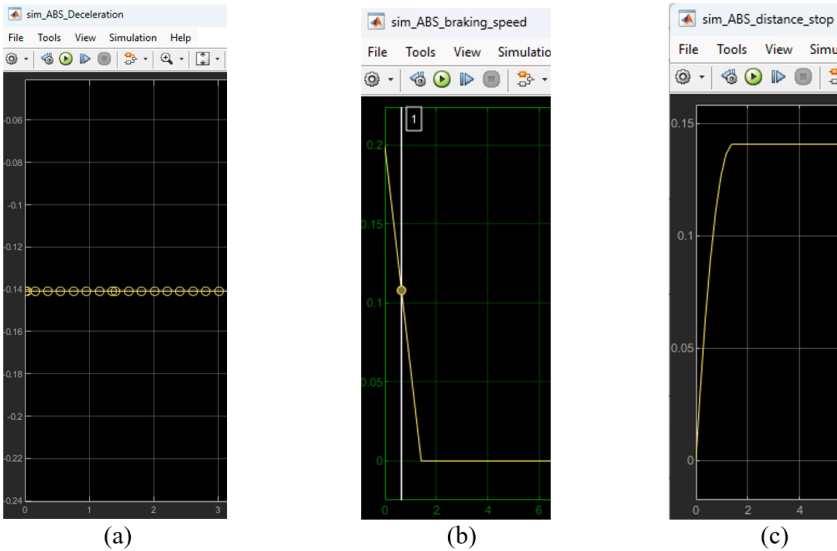 sim_ABS_Deceleration
File Tools View Simulation Help
-0.06
-0.08
-0.1
-0.12
-0.14
-0.16
-0.18
-0.2
-0.22
-0.24
0 1 2 3
(a)
sim_ABS_braking_speed
File Tools View Simulatio
1
0.2
0.15
0.1
0.05
0
0 2 4 6
(b)
sim_ABS_distance_stop
File Tools View Simu
0.15
0.1
0.05
0
0 2 4
(c)